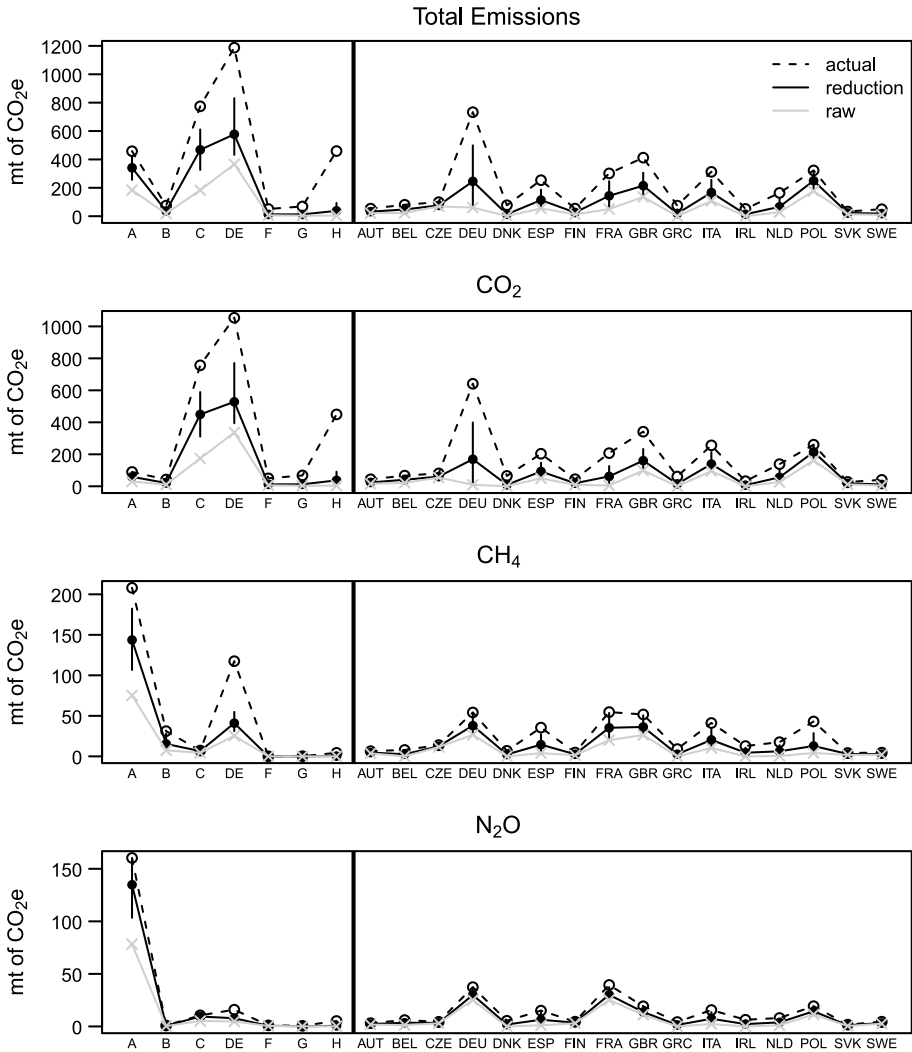 Total Emissions
mt of CO₂e
1200
1000
800
600
400
200
0
actual
reduction
raw
A B C DE F G H AUT BEL CZE DEU DNK ESP FIN FRA GBR GRC ITA IRL NLD POL SVK SWE
CO₂
mt of CO₂e
1000
800
600
400
200
0
A B C DE F G H AUT BEL CZE DEU DNK ESP FIN FRA GBR GRC ITA IRL NLD POL SVK SWE
CH₄
mt of CO₂e
200
150
100
50
0
A B C DE F G H AUT BEL CZE DEU DNK ESP FIN FRA GBR GRC ITA IRL NLD POL SVK SWE
N₂O
mt of CO₂e
150
100
50
0
A B C DE F G H AUT BEL CZE DEU DNK ESP FIN FRA GBR GRC ITA IRL NLD POL SVK SWE